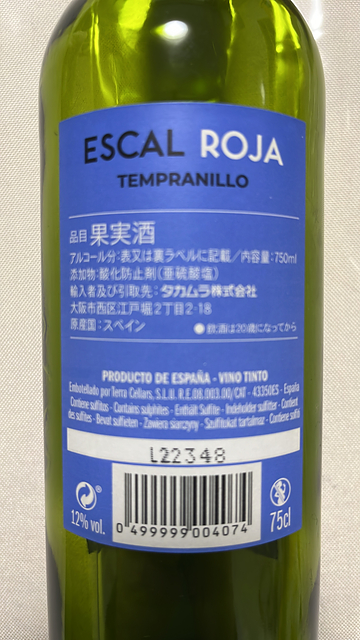 ESCAL ROJA
TEMPRANILLO
品目 果実酒
アルコール分:表又は裏ラベルに記載/内容量:750ml
添加物:酸化防止剤(亜硫酸塩)
輸入者及び引取先:タカムラ株式会社
大阪市西区江戸堀2丁目2-18
原産国:スペイン ●飲酒は20歳になってから
PRODUCTO DE ESPAÑA - VINO TINTO
Embotellado por Terra Cellars, S.L.U. R.E.08.003.00/CAT - 43350ES - España
Contiene sulfitos - Contains sulphites - Enthält Sulfite - Indeholder sulfitter - Contient
des sulfites - Bevat sulfieten - Zawiera siarczyny - Szulfitokat tartalmaz - Contiene sulfi
L22348
12% vol.
0 499999 004074
75cl